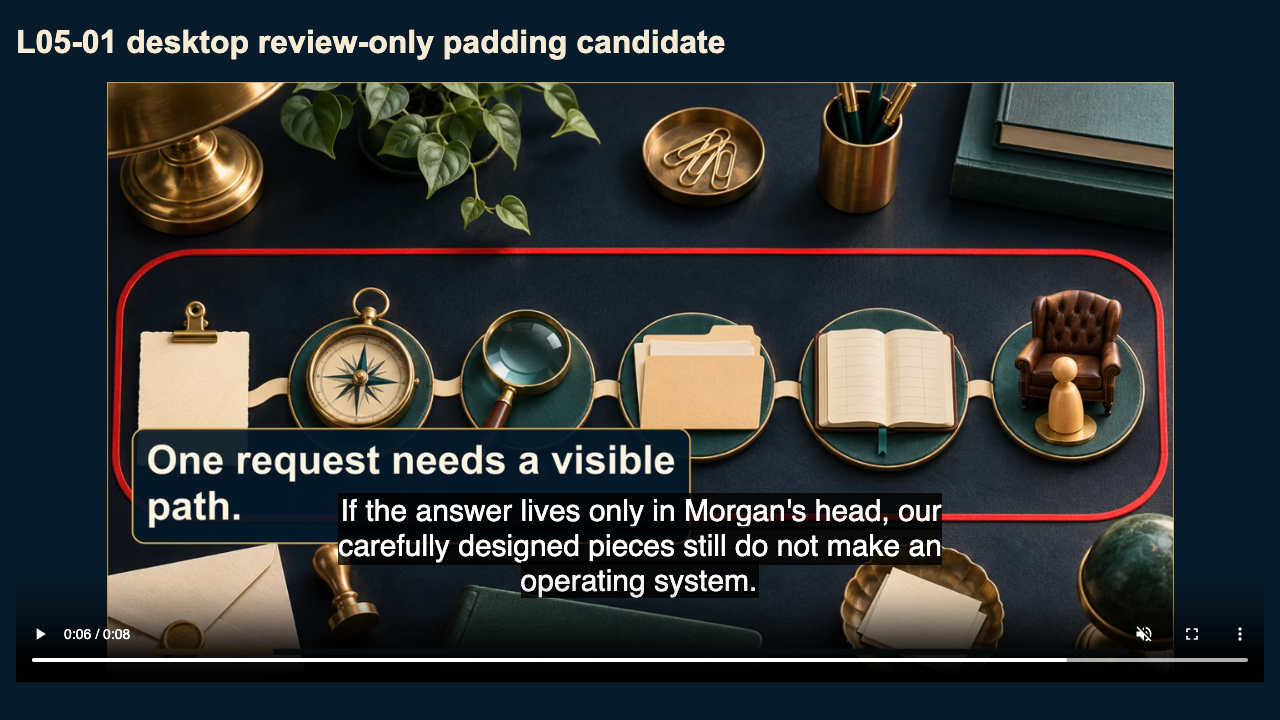 L05-01 desktop review-only padding candidate
One request needs a visible
path.
If the answer lives only in Morgan's head, our
carefully designed pieces still do not make an
operating system.
0:06 / 0:08